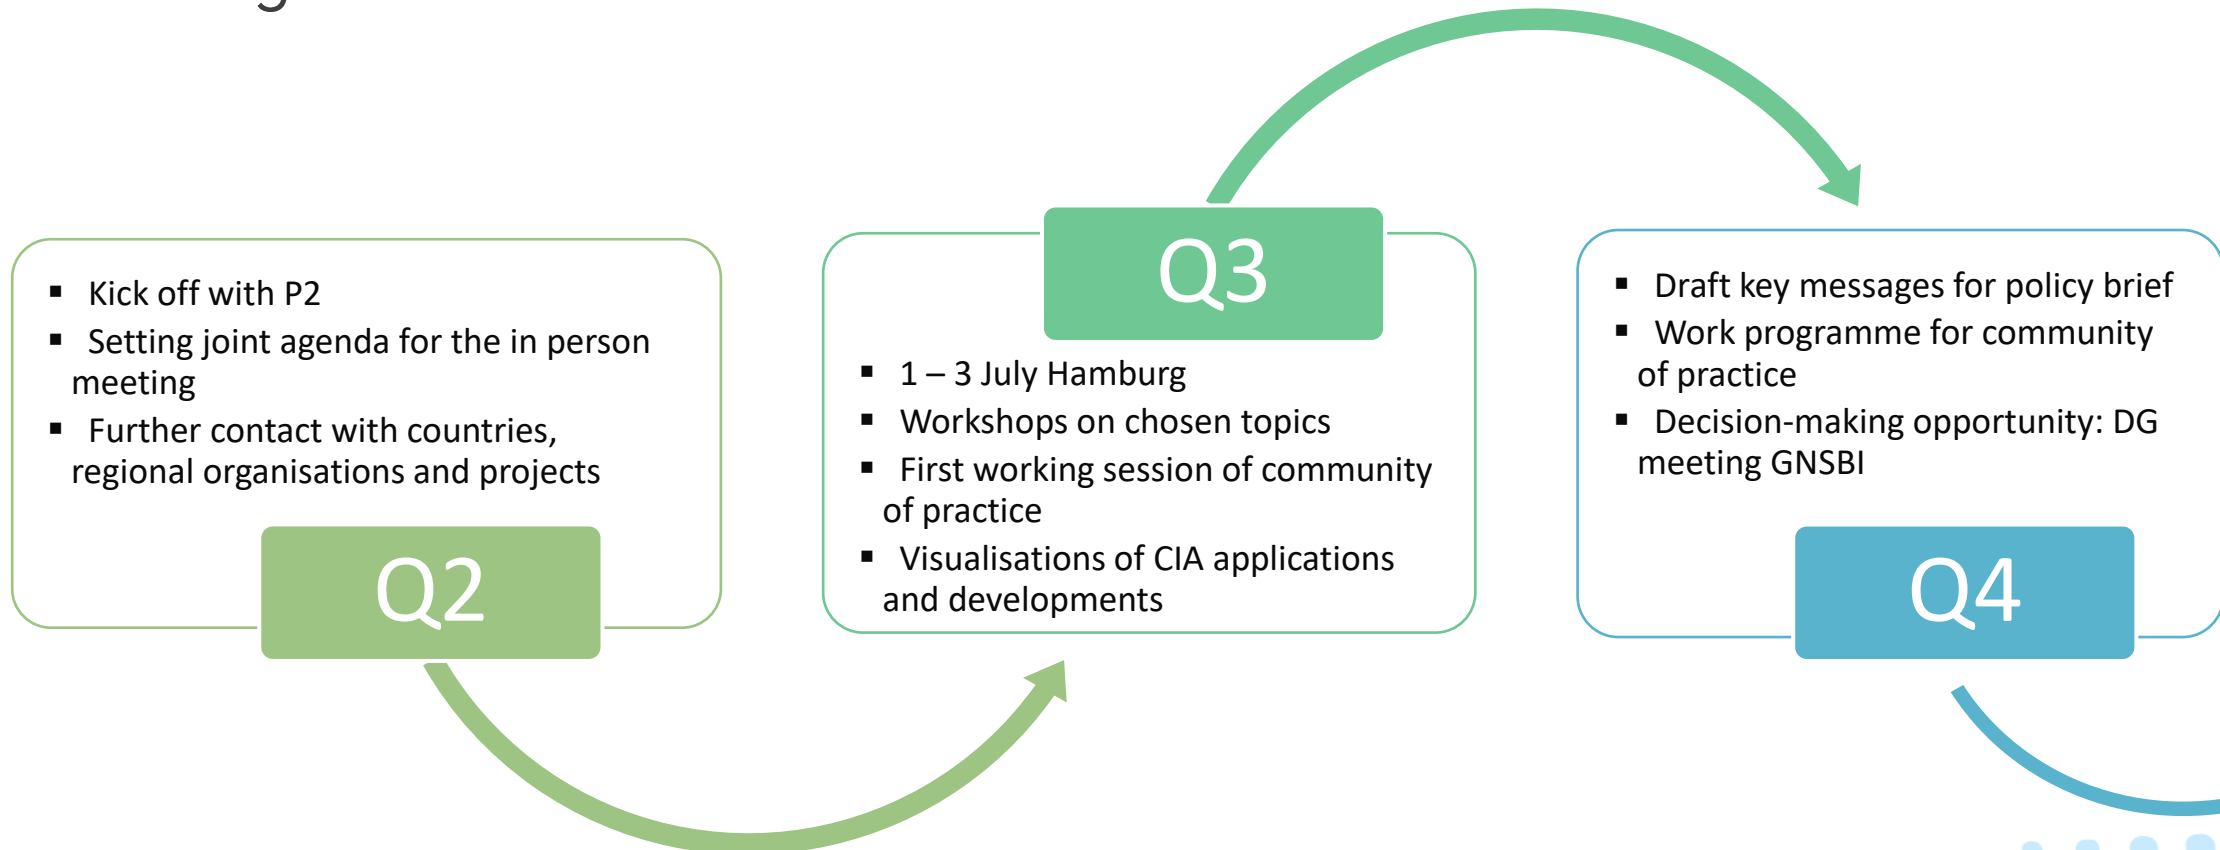 ▪ Kick off with P2
▪ Setting joint agenda for the in person
meeting
▪ Further contact with countries,
regional organisations and projects
Q2
Q3
▪ 1 – 3 July Hamburg
▪ Workshops on chosen topics
▪ First working session of community
of practice
▪ Visualisations of CIA applications
and developments
▪ Draft key messages for policy brief
▪ Work programme for community
of practice
▪ Decision-making opportunity: DG
meeting GNSBI
Q4